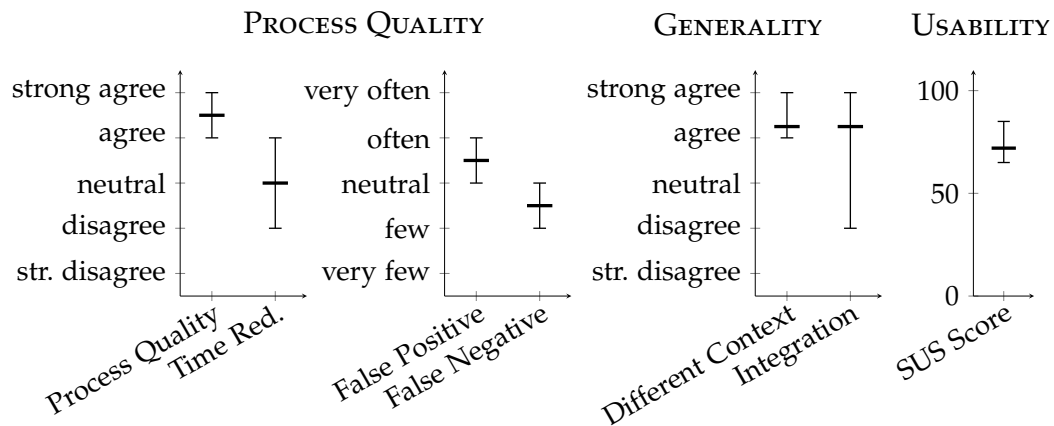 PROCESS QUALITY
GENERALITY
USABILITY
strong agree
agree
neutral
disagree
str. disagree
Process Quality
Time Red.
very often
often
neutral
few
very few
False Positive
False Negative
strong agree
agree
neutral
disagree
str. disagree
Different Context
Integration
100
50
0
SUS Score